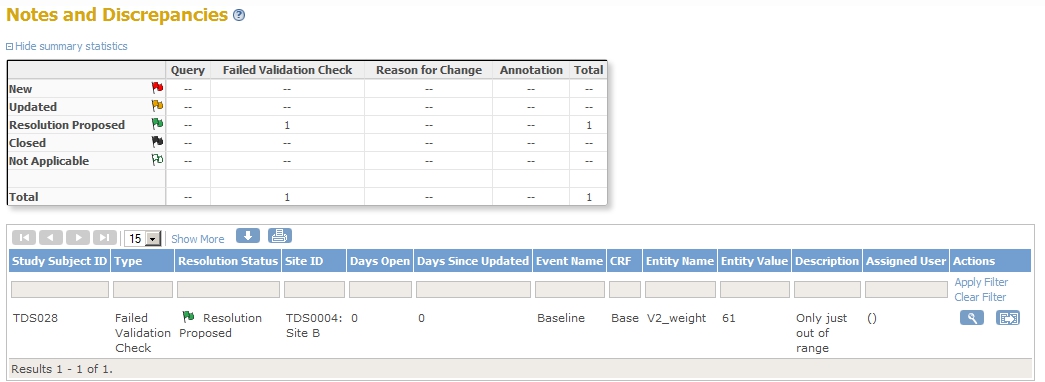 Notes and Discrepancies ?
Hide summary statistics
Query Failed Validation Check Reason for Change Annotation Total
New -- -- -- -- --
Updated -- -- -- -- --
Resolution Proposed -- 1 -- -- 1
Closed -- -- -- -- --
Not Applicable -- -- -- -- --
Total -- 1 -- -- 1
15 Show More
Study Subject ID Type Resolution Status Site ID Days Open Days Since Updated Event Name CRF Entity Name Entity Value Description Assigned User Actions
Apply Filter
Clear Filter
TDS028 Failed Resolution TDS0004: 0 0 Baseline Base V2_weight 61 Only just ()
Validation Proposed Site B out of
Check range
Results 1 - 1 of 1.